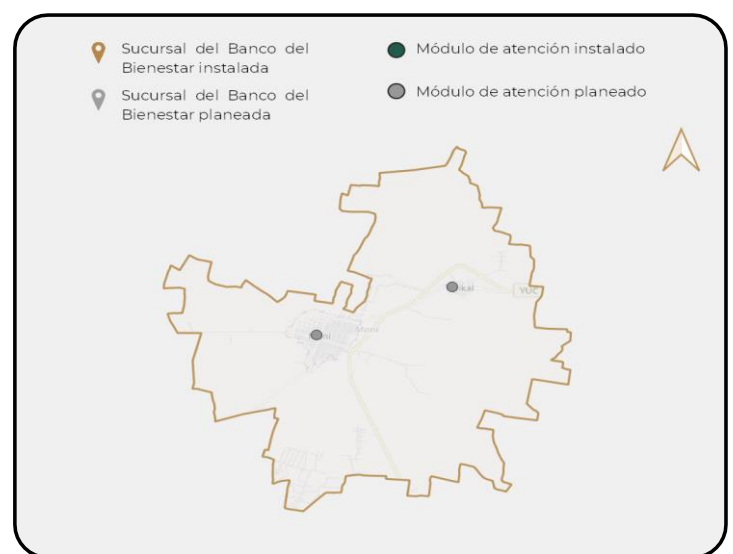 Sucursal del Banco del
Bienestar instalada
Sucursal del Banco del
Bienestar planeada
Módulo de atención instalado
Módulo de atención planeado
YUC